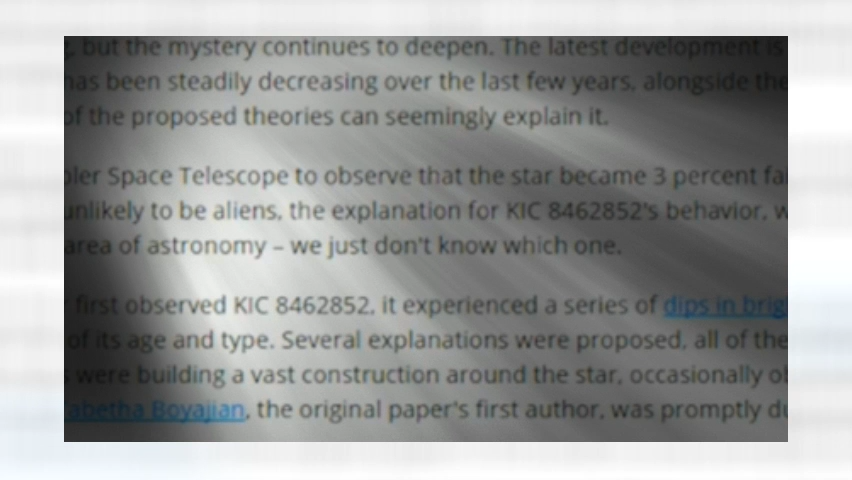 but the mystery continues to deepen. The latest development is
has been steadily decreasing over the last few years, alongside the
of the proposed theories can seemingly explain it.
Space Telescope to observe that the star became 3 percent
unlikely to be aliens, the explanation for KIC 8462852's behavior,
area of astronomy – we just don't know which one.
first observed KIC 8462852, it experienced a series of dips in
of its age and type. Several explanations were proposed, all of the
were building a vast construction around the star, occasionally
Boyajian, the original paper's first author, was promptly